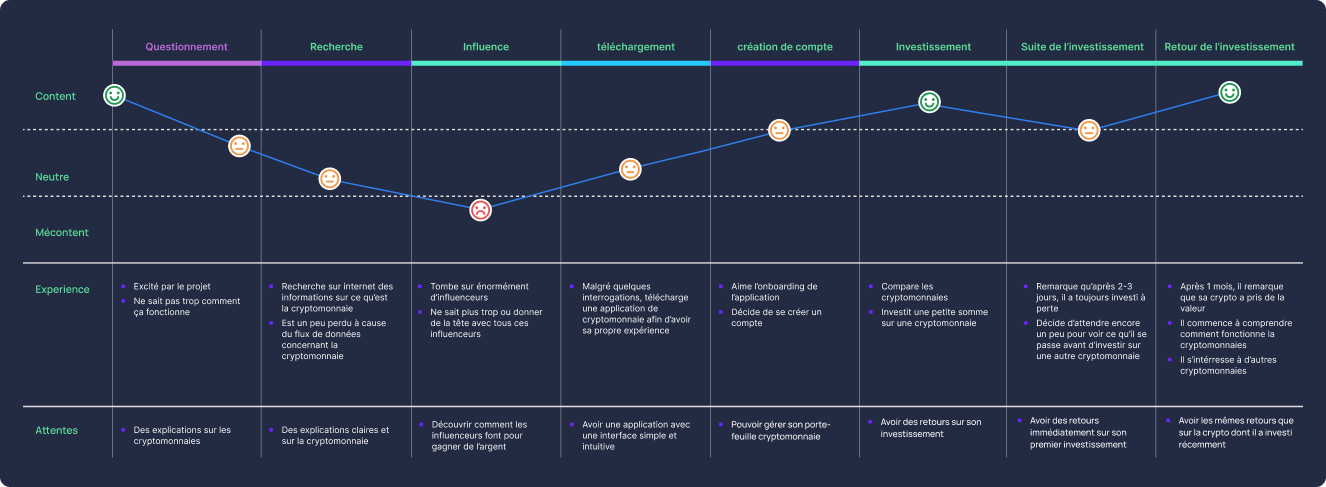 Questionnement
Recherche
Influence
téléchargement
création de compte
Investissement
Suite de l'investissement
Retour de l'investissement
Content
Neutre
Mécontent
Experience
Excité par le projet
Ne sait pas trop comment
ça fonctionne
Recherche sur internet des
informations sur ce qu'est
la cryptomonnaie
Est un peu perdu à cause
du flux de données
concernant la
cryptomonnaie
Tombe sur énormément
d'influenceurs
Ne sait plus trop ou donner
de la tête avec tous ces
influenceurs
Malgré quelques
interrogations, télécharge
une application de
cryptomonnaie afin d'avoir
sa propre expérience
Aime l'onboarding de
l'application
Décide de se créer un
compte
Compare les
cryptomonnaies
Investit une petite somme
sur une cryptomonnaie
Remarque qu'après 2-3
jours, il a toujours investi à
perte
Décide d'attendre encore
un peu pour voir ce qu'il se
passe avant d'investir sur
une autre cryptomonnaie
Après 1 mois, il remarque
que sa crypto a pris de la
valeur
Il commence à comprendre
comment fonctionne la
cryptomonnaies
Il s'intérresse à d'autres
cryptomonnaies
Attentes
Des explications sur les
cryptomonnaies
Des explications claires et
sur la cryptomonnaie
Découvrir comment les
influenceurs font pour
gagner de l'argent
Avoir une application avec
une interface simple et
intuitive
Pouvoir gérer son porte-
feuille cryptomonnaie
Avoir des retours sur son
investissement
Avoir des retours
immédiatement sur son
premier investissement
Avoir les mêmes retours que
sur la crypto dont il a investi
récemment